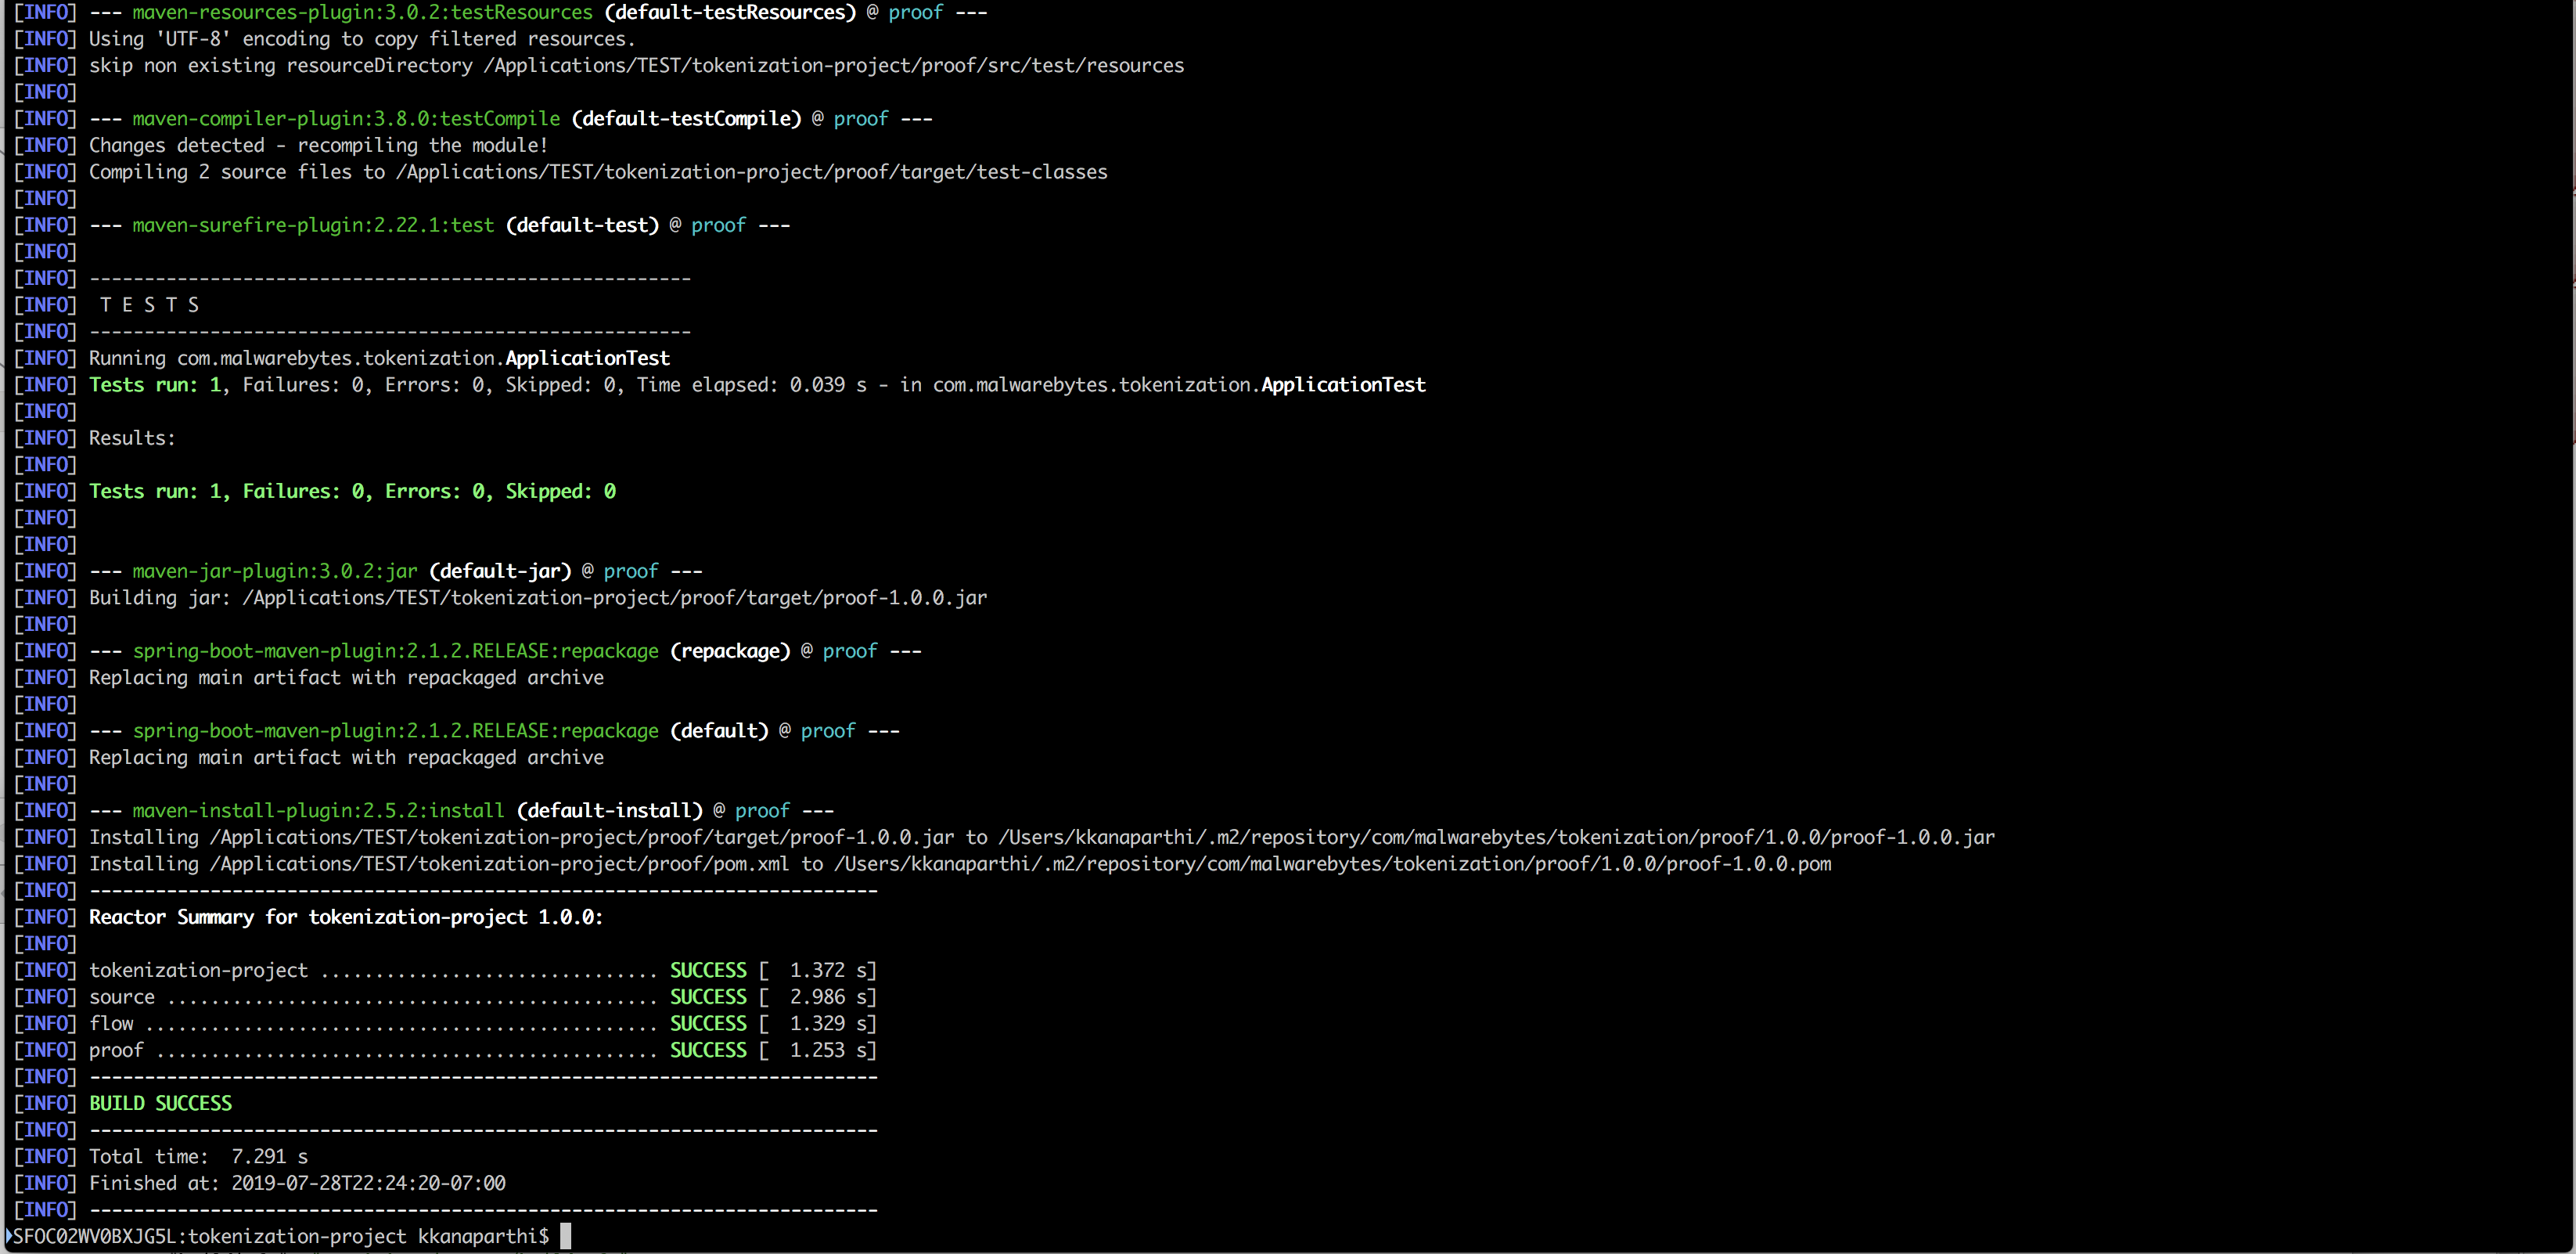 [INFO] --- maven-resources-plugin:3.0.2:testResources (default-testResources) @ proof ---
[INFO] Using 'UTF-8' encoding to copy filtered resources.
[INFO] skip non existing resourceDirectory /Applications/TEST/tokenization-project/proof/src/test/resources
[INFO]
[INFO] --- maven-compiler-plugin:3.8.0:testCompile (default-testCompile) @ proof ---
[INFO] Changes detected - recompiling the module!
[INFO] Compiling 2 source files to /Applications/TEST/tokenization-project/proof/target/test-classes
[INFO]
[INFO] --- maven-surefire-plugin:2.22.1:test (default-test) @ proof ---
[INFO]
[INFO] -------------------------------------------------------
[INFO]  T E S T S
[INFO] -------------------------------------------------------
[INFO] Running com.malwarebytes.tokenization.ApplicationTest
[INFO] Tests run: 1, Failures: 0, Errors: 0, Skipped: 0, Time elapsed: 0.039 s - in com.malwarebytes.tokenization.ApplicationTest
[INFO]
[INFO] Results:
[INFO]
[INFO] Tests run: 1, Failures: 0, Errors: 0, Skipped: 0
[INFO]
[INFO]
[INFO] --- maven-jar-plugin:3.0.2:jar (default-jar) @ proof ---
[INFO] Building jar: /Applications/TEST/tokenization-project/proof/target/proof-1.0.0.jar
[INFO]
[INFO] --- spring-boot-maven-plugin:2.1.2.RELEASE:repackage (repackage) @ proof ---
[INFO] Replacing main artifact with repackaged archive
[INFO]
[INFO] --- spring-boot-maven-plugin:2.1.2.RELEASE:repackage (default) @ proof ---
[INFO] Replacing main artifact with repackaged archive
[INFO]
[INFO] --- maven-install-plugin:2.5.2:install (default-install) @ proof ---
[INFO] Installing /Applications/TEST/tokenization-project/proof/target/proof-1.0.0.jar to /Users/kkanaparthi/.m2/repository/com/malwarebytes/tokenization/proof/1.0.0/proof-1.0.0.jar
[INFO] Installing /Applications/TEST/tokenization-project/proof/pom.xml to /Users/kkanaparthi/.m2/repository/com/malwarebytes/tokenization/proof/1.0.0/proof-1.0.0.pom
[INFO] ------------------------------------------------------------------------
[INFO] Reactor Summary for tokenization-project 1.0.0:
[INFO]
[INFO] tokenization-project ............................... SUCCESS [  1.372 s]
[INFO] source ............................................. SUCCESS [  2.986 s]
[INFO] flow ............................................... SUCCESS [  1.329 s]
[INFO] proof .............................................. SUCCESS [  1.253 s]
[INFO] ------------------------------------------------------------------------
[INFO] BUILD SUCCESS
[INFO] ------------------------------------------------------------------------
[INFO] Total time:  7.291 s
[INFO] Finished at: 2019-07-28T22:24:20-07:00
[INFO] ------------------------------------------------------------------------
SFOC02WV0BXJG5L:tokenization-project kkanaparthi$